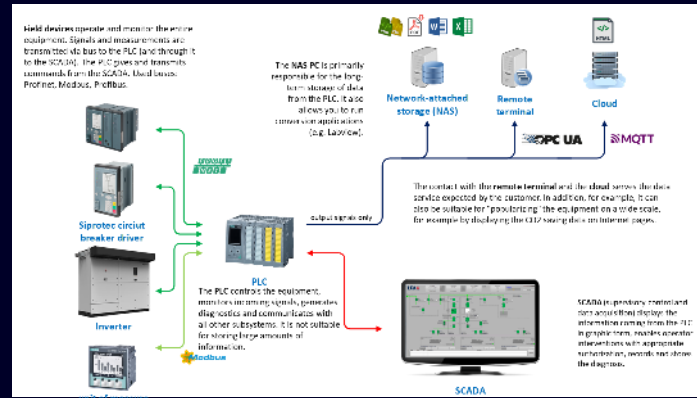 Field devices operate and monitor the entire
equipment. Signals and measurements are
transmitted via bus to the PLC (and through it
to the SCADA). The PLC gives and transmits
commands from the SCADA. Used buses:
Profinet, Modbus, Profibus.
The NAS PC is primarily
responsible for the long-
term storage of data
from the PLC. It also
allows you to run
conversion applications
(e.g. Labview).
HTML
Network-attached
storage (NAS)
Remote
terminal
Cloud
OPC UA
MQTT
The contact with the remote terminal and the cloud serves the data
service expected by the customer. In addition, for example, it can
also be suitable for "popularizing" the equipment on a wide scale,
for example by displaying the CO2 saving data on Internet pages.
output signals only
Siprotec circiut
breaker driver
Inverter
PLC
The PLC controls the equipment,
monitors incoming signals, generates
diagnostics and communicates with
all other subsystems. It is not suitable
for storing large amounts of
information.
Modbus
SCADA (supervisory control and
data acquisition) displays the
information coming from the PLC
in graphic form, enables operator
interventions with appropriate
authorization, records and stores
the diagnosis.
SCADA